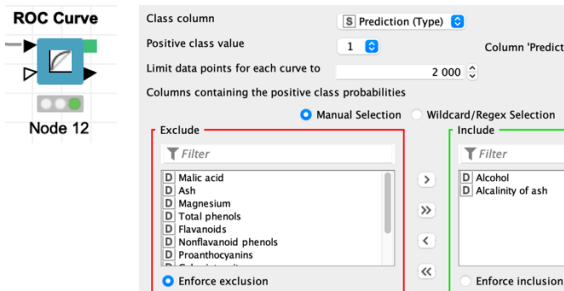 ROC Curve
Node 12
Class column
S Prediction (Type)
Positive class value
1
Column 'Predict
Limit data points for each curve to
2 000
Columns containing the positive class probabilities
Manual Selection
Wildcard/Regex Selection
Exclude
Filter
D Malic acid
D Ash
D Magnesium
D Total phenols
D Flavanoids
D Nonflavanoid phenols
D Proanthocyanins
Enforce exclusion
>
>>
<
<<
Include
Filter
D Alcohol
D Alcalinity of ash
Enforce inclusion